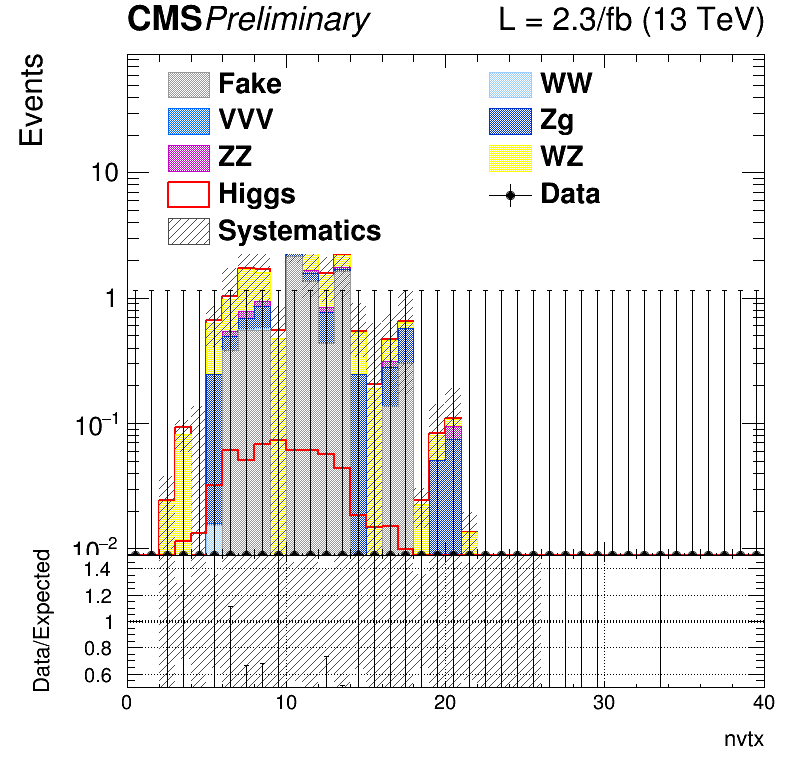 CMS Preliminary L = 2.3/fb (13 TeV)
Events
Fake WW
VVV Zg
ZZ WZ
Higgs Data
Systematics
10
1
10⁻¹
10⁻²
Data/Expected
1.4
1.2
1
0.8
0.6
0 10 20 30 40
nvtx